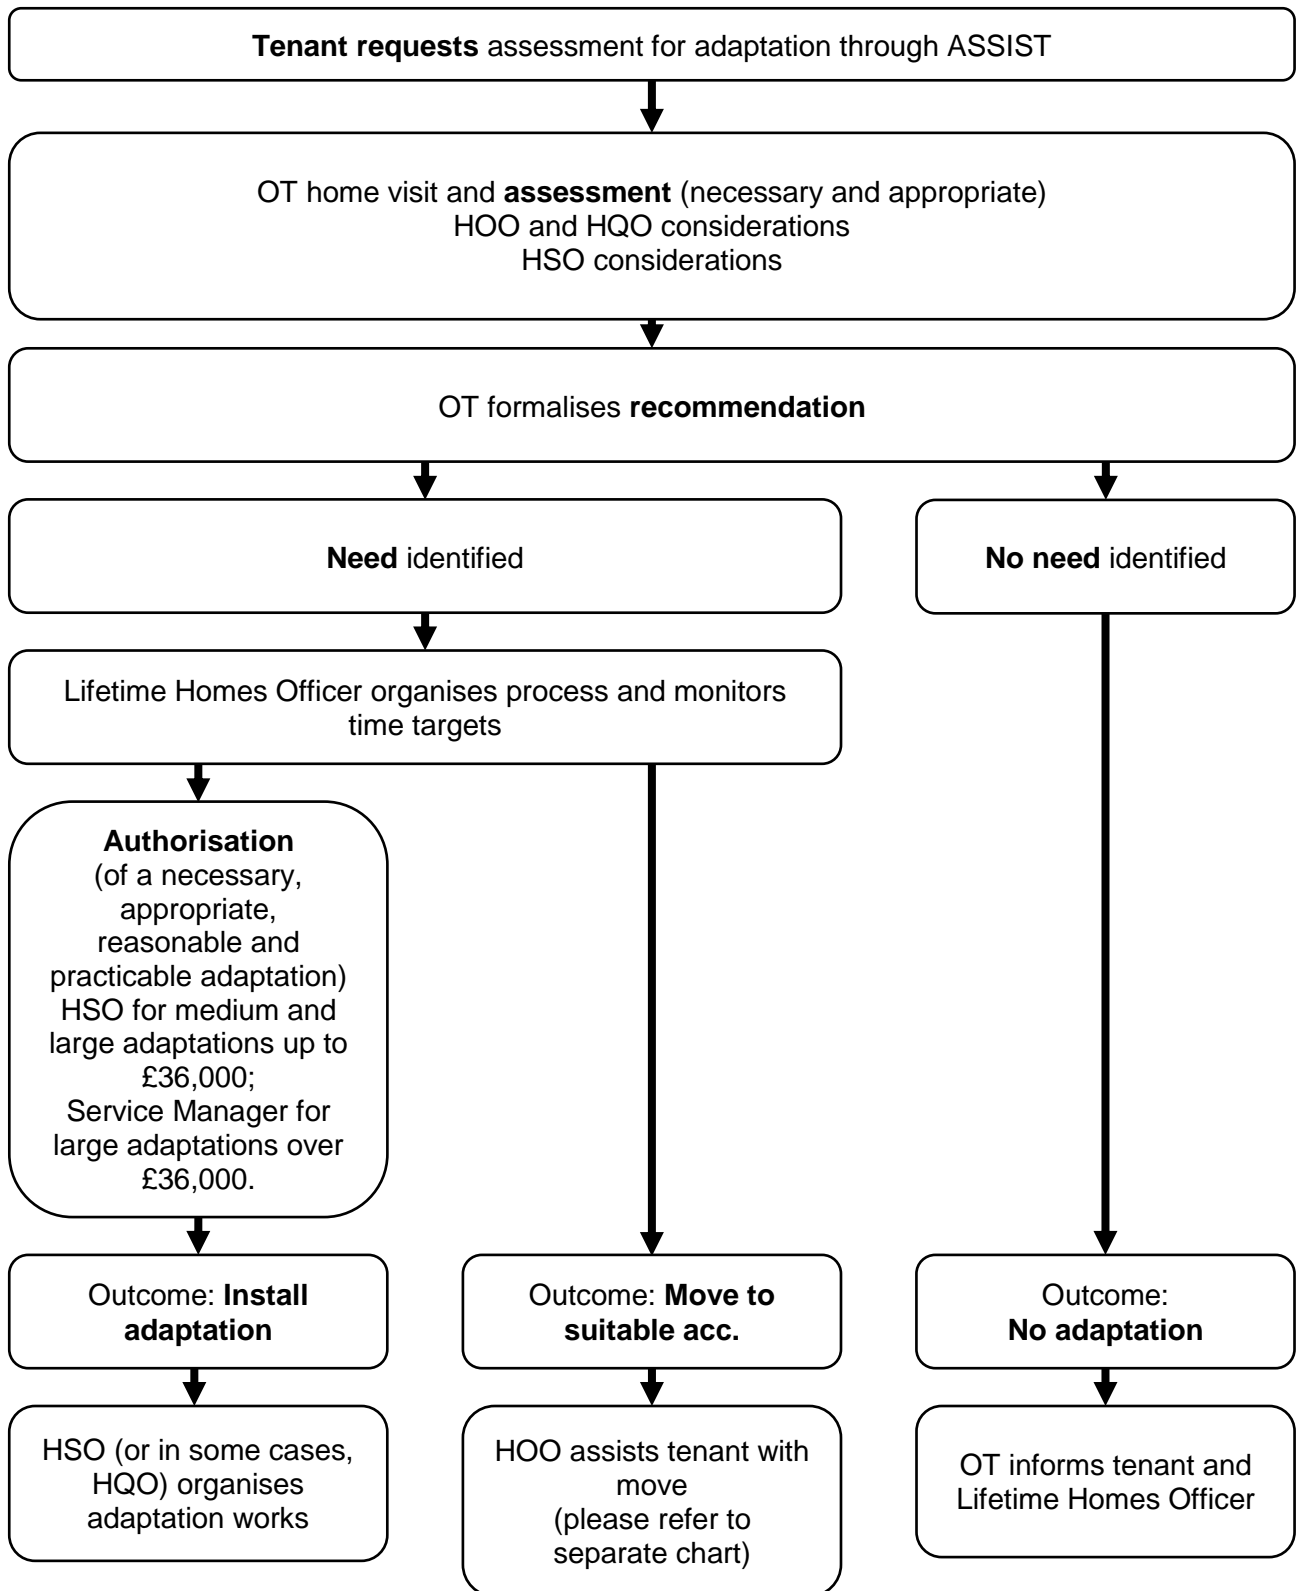 Tenant requests assessment for adaptation through ASSIST
OT home visit and assessment (necessary and appropriate)
HOO and HQO considerations
HSO considerations
OT formalises recommendation
Need identified
No need identified
Lifetime Homes Officer organises process and monitors
time targets
Authorisation
(of a necessary,
appropriate,
reasonable and
practicable adaptation)
HSO for medium and
large adaptations up to
£36,000;
Service Manager for
large adaptations over
£36,000.
Outcome: Install
adaptation
Outcome: Move to
suitable acc.
Outcome:
No adaptation
HSO (or in some cases,
HQO) organises
adaptation works
HOO assists tenant with
move
(please refer to
separate chart)
OT informs tenant and
Lifetime Homes Officer